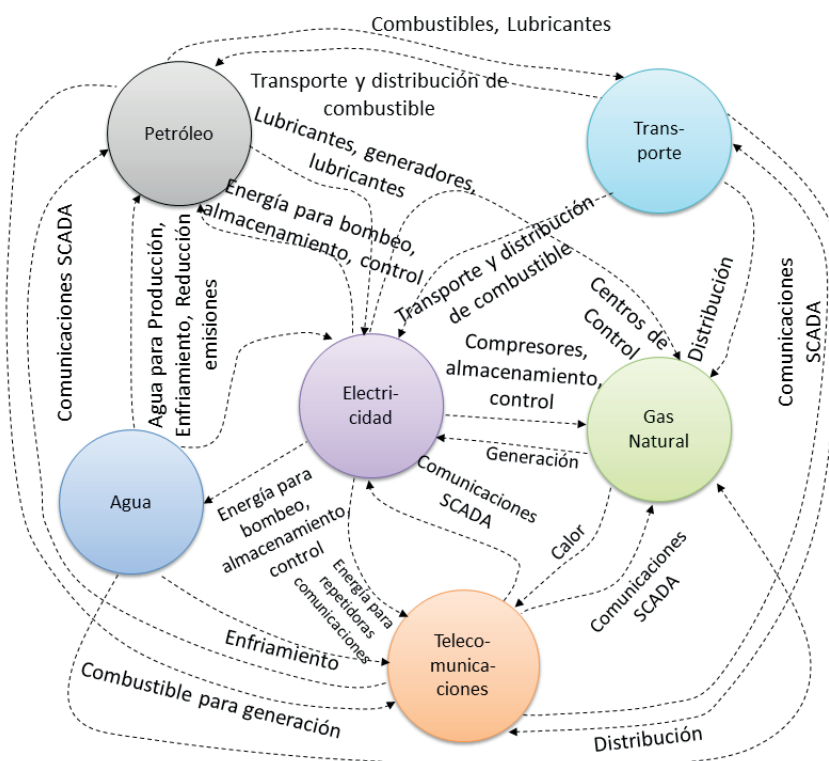 Combustibles, Lubricantes
Transporte y distribución de
combustible
Petróleo
Trans-
porte
Lubricantes, generadores,
lubricantes
Energía para bombeo,
almacenamiento, control
Transporte y distribución
de combustible
Centros de
Control
Distribución
Comunicaciones
SCADA
Comunicaciones SCADA
Agua para Producción,
Enfriamiento, Reducción
emisiones
Compresores,
almacenamiento,
control
Electri-
cidad
Gas
Natural
Generación
Agua
Energía para
bombeo,
almacenamiento,
control
Comunicaciones
SCADA
Calor
Comunicaciones
SCADA
Energía para
repetidoras
comunicaciones
Enfriamiento
Teleco-
munica-
ciones
Combustible para generación
Distribución